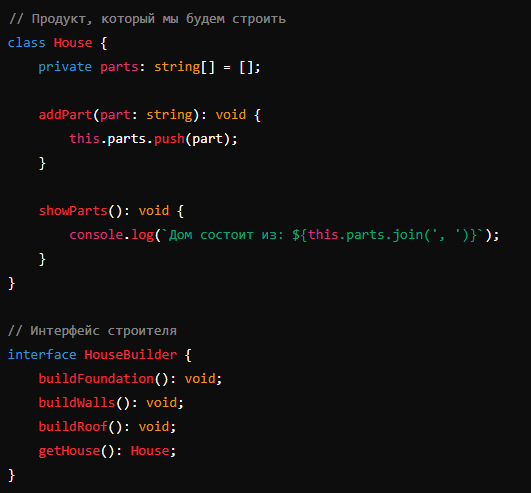 // Продукт, который мы будем строить
class House {
    private parts: string[] = [];

    addPart(part: string): void {
        this.parts.push(part);
    }

    showParts(): void {
        console.log(`Дом состоит из: ${this.parts.join(', ')}`);
    }
}

// Интерфейс строителя
interface HouseBuilder {
    buildFoundation(): void;
    buildWalls(): void;
    buildRoof(): void;
    getHouse(): House;
}